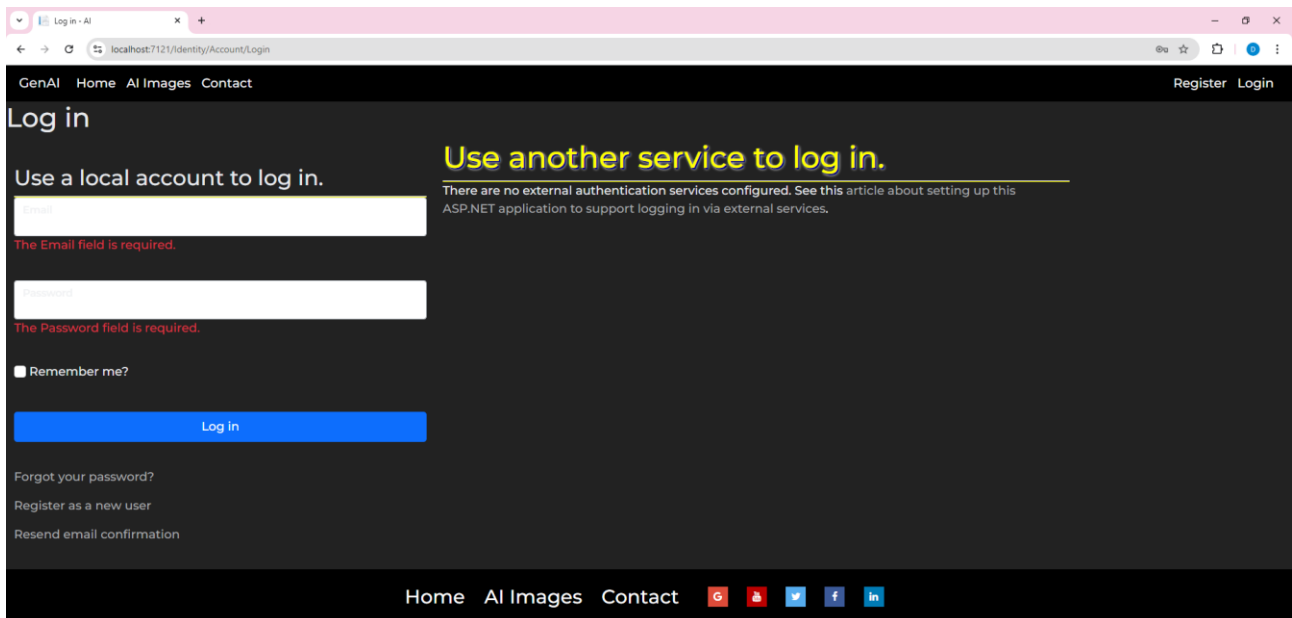 Log in - AI
localhost:7121/Identity/Account/Login
D
GenAI Home AI Images Contact
Register Login
Log in
Use a local account to log in.
Email
The Email field is required.
Password
The Password field is required.
Remember me?
Log in
Forgot your password?
Register as a new user
Resend email confirmation
Use another service to log in.
There are no external authentication services configured. See this article about setting up this
ASP.NET application to support logging in via external services.
Home AI Images Contact